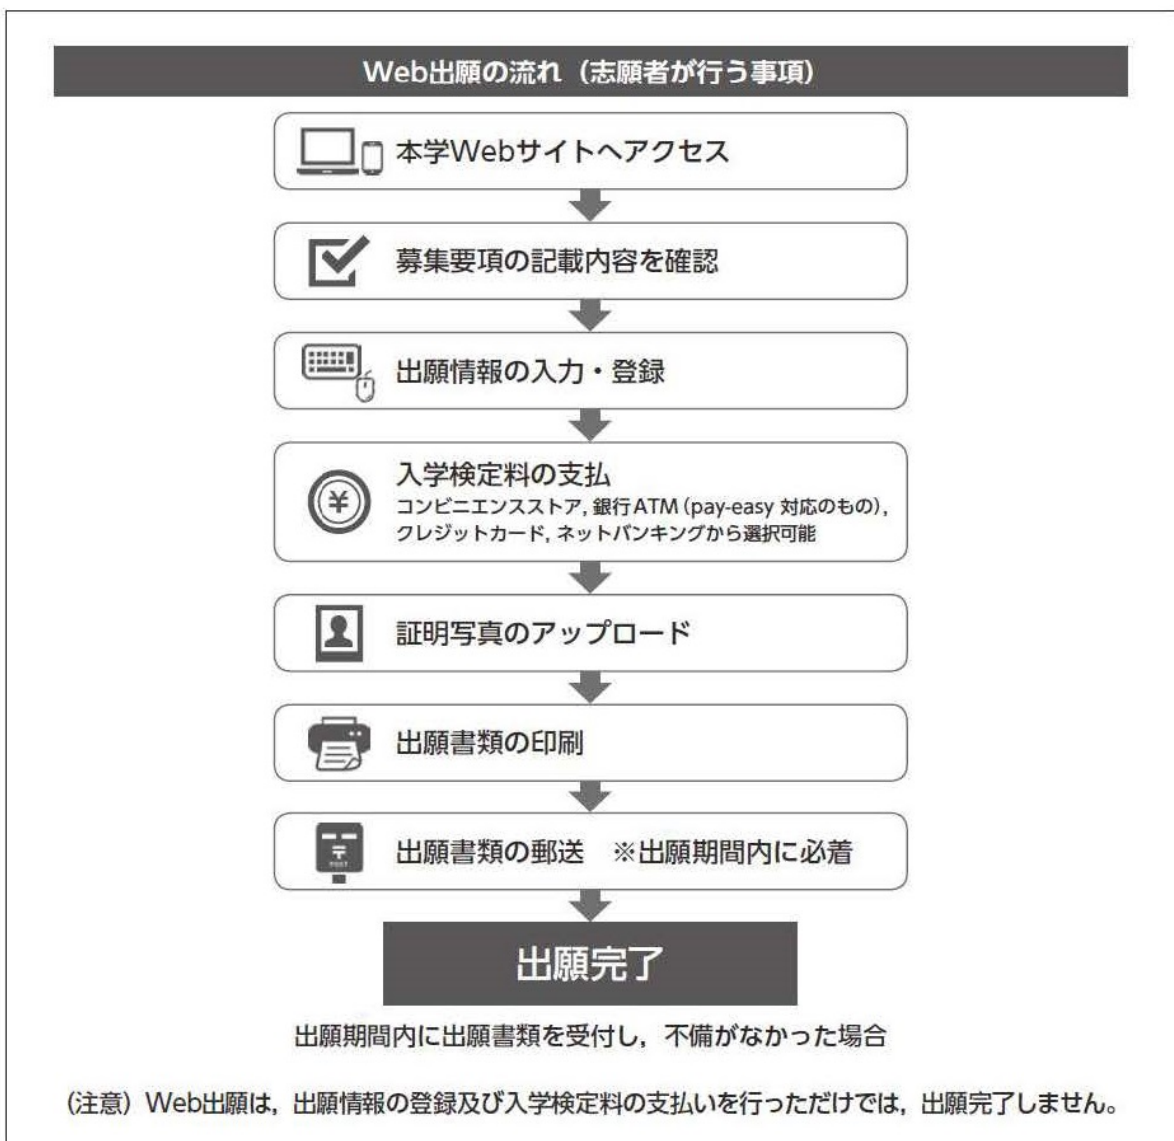 Web出願の流れ（志願者が行う事項）
本学Webサイトへアクセス
募集要項の記載内容を確認
出願情報の入力・登録
入学検定料の支払
コンビニエンスストア, 銀行ATM（pay-easy 対応のもの）,
クレジットカード, ネットバンキングから選択可能
証明写真のアップロード
出願書類の印刷
〒
POST
出願書類の郵送　※出願期間内に必着
出願完了
出願期間内に出願書類を受付し，不備がなかった場合
（注意）Web出願は，出願情報の登録及び入学検定料の支払いを行っただけでは，出願完了しません。